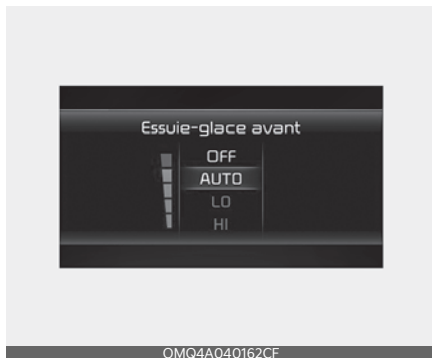 Essuie-glace avant
OFF
AUTO
LO
HI
OMQ4A040162CF